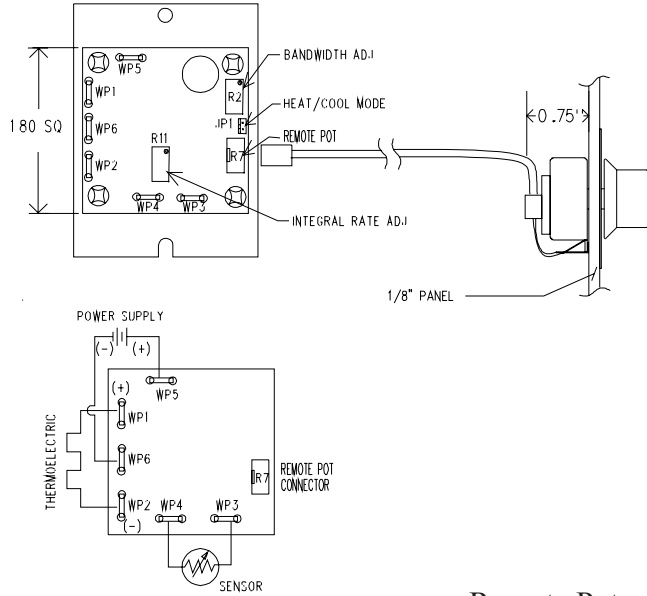 BANDWIDTH ADJ
WP5
WP1
R2
HEAT/COOL MODE
JP1
0.75"
180 SQ
WP6
R11
REMOTE POT
R7
WP2
WP4
WP3
INTEGRAL RATE ADJ
1/8" PANEL
POWER SUPPLY
(-) (+)
(+)
WP5
WP1
THERMOELECTRIC
WP6
R7
REMOTE POT
CONNECTOR
WP2
WP4
WP3
(-)
SENSOR